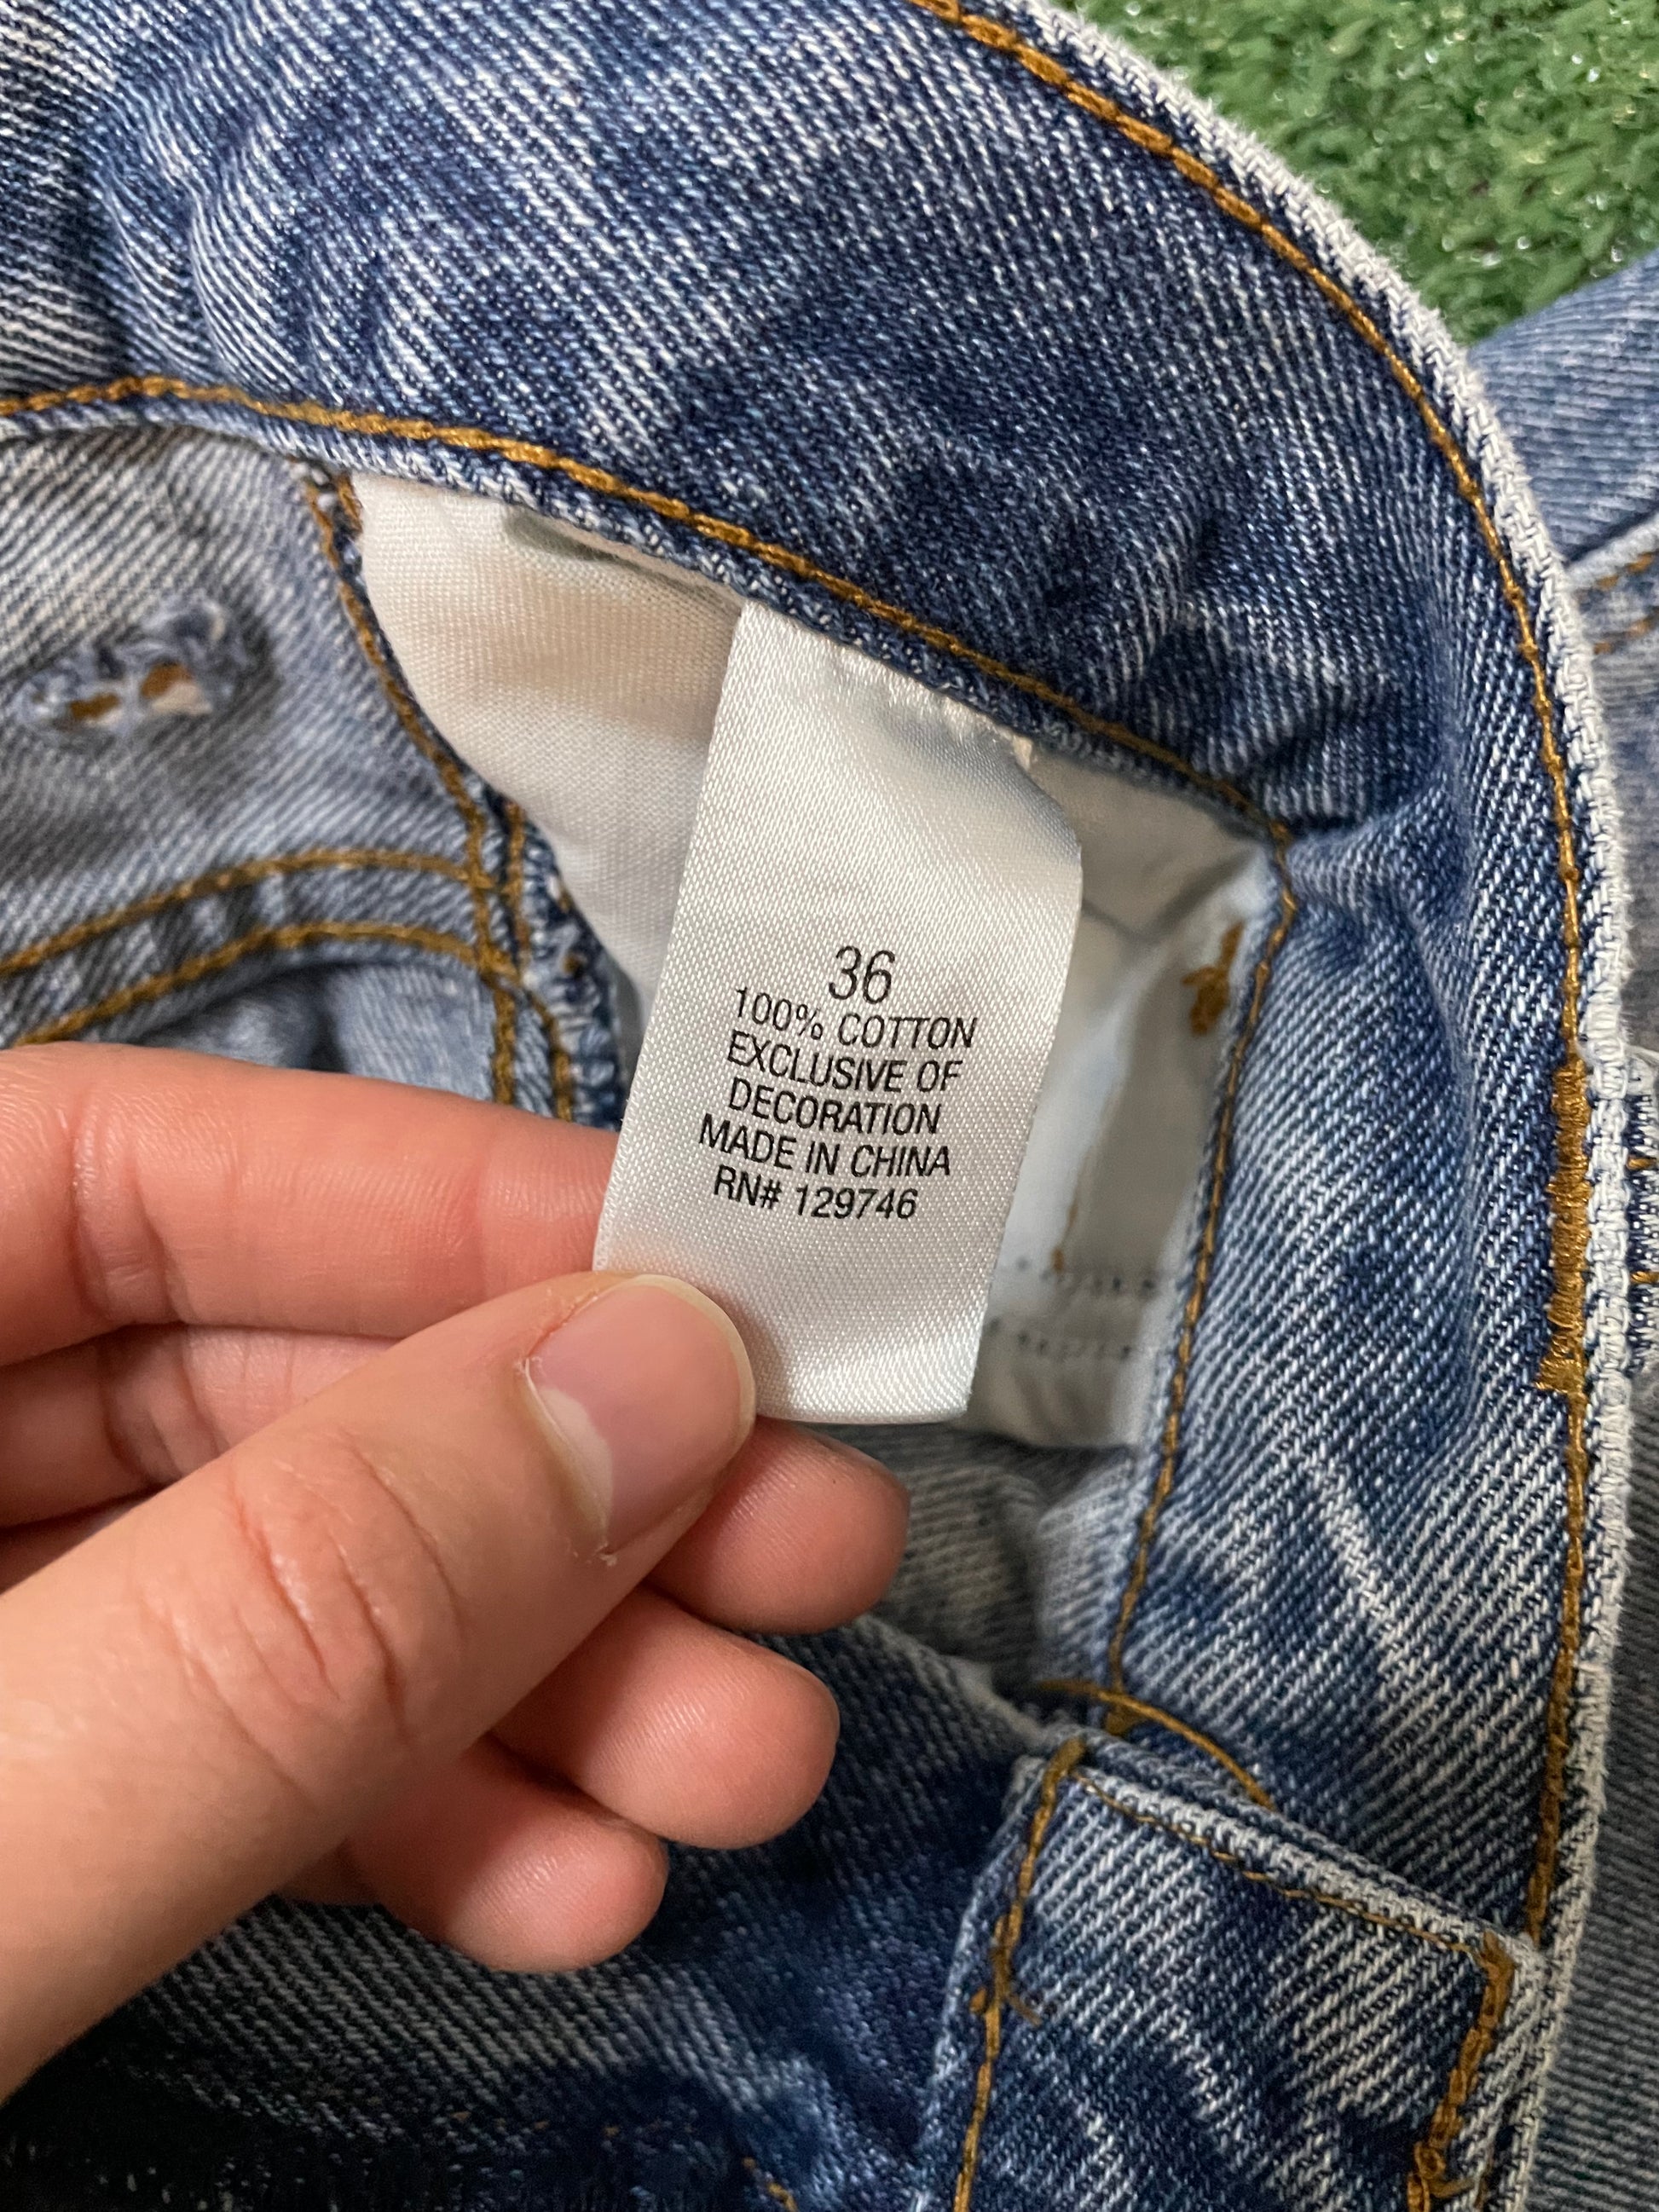 36
100% COTTON
EXCLUSIVE OF
DECORATION
MADE IN CHINA
RN# 129746